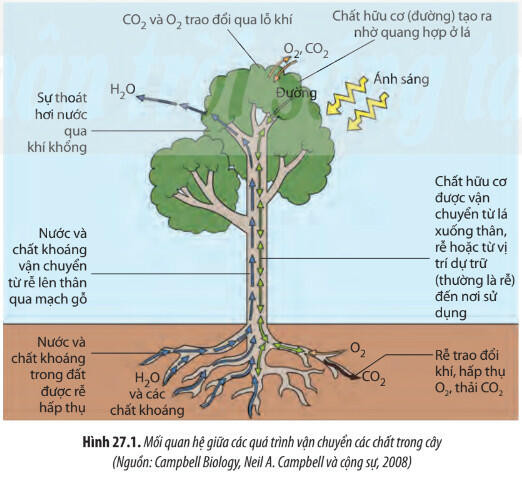 CO₂ và O₂ trao đổi qua lỗ khí
Chất hữu cơ (đường) tạo ra
nhờ quang hợp ở lá
O₂, CO₂
H₂O
Đường
Ánh sáng
Sự thoát
hơi nước
qua
khí khổng
Nước và
chất khoáng
vận chuyển
từ rễ lên thân
qua mạch gỗ
Chất hữu cơ
được vận
chuyển từ lá
xuống thân,
rễ hoặc từ vị
trí dự trữ
(thường là rễ)
đến nơi sử
dụng
Nước và
chất khoáng
trong đất
được rễ
hấp thụ
H₂O
và các
chất khoáng
O₂
CO₂
Rễ trao đổi
khí, hấp thụ
O₂, thải CO₂
Hình 27.1. Mối quan hệ giữa các quá trình vận chuyển các chất trong cây
(Nguồn: Campbell Biology, Neil A. Campbell và cộng sự, 2008)